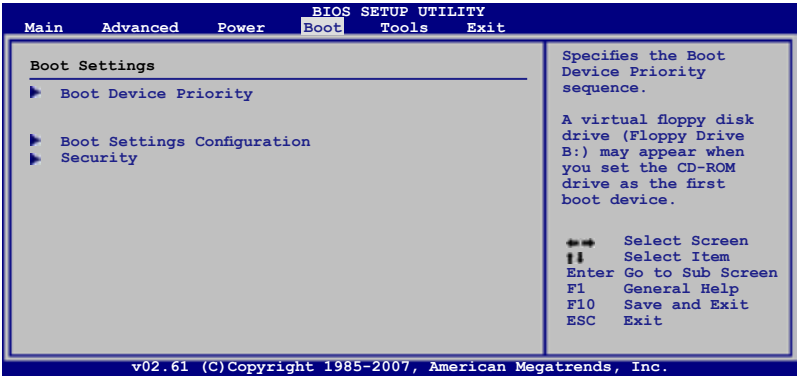 BIOS SETUP UTILITY
Main Advanced Power Boot Tools Exit
Boot Settings
Boot Device Priority
Boot Settings Configuration
Security
Specifies the Boot
Device Priority
sequence.
A virtual floppy disk
drive (Floppy Drive
B:) may appear when
you set the CD-ROM
drive as the first
boot device.
Select Screen
Select Item
Enter Go to Sub Screen
F1 General Help
F10 Save and Exit
ESC Exit
v02.61 (C)Copyright 1985-2007, American Megatrends, Inc.